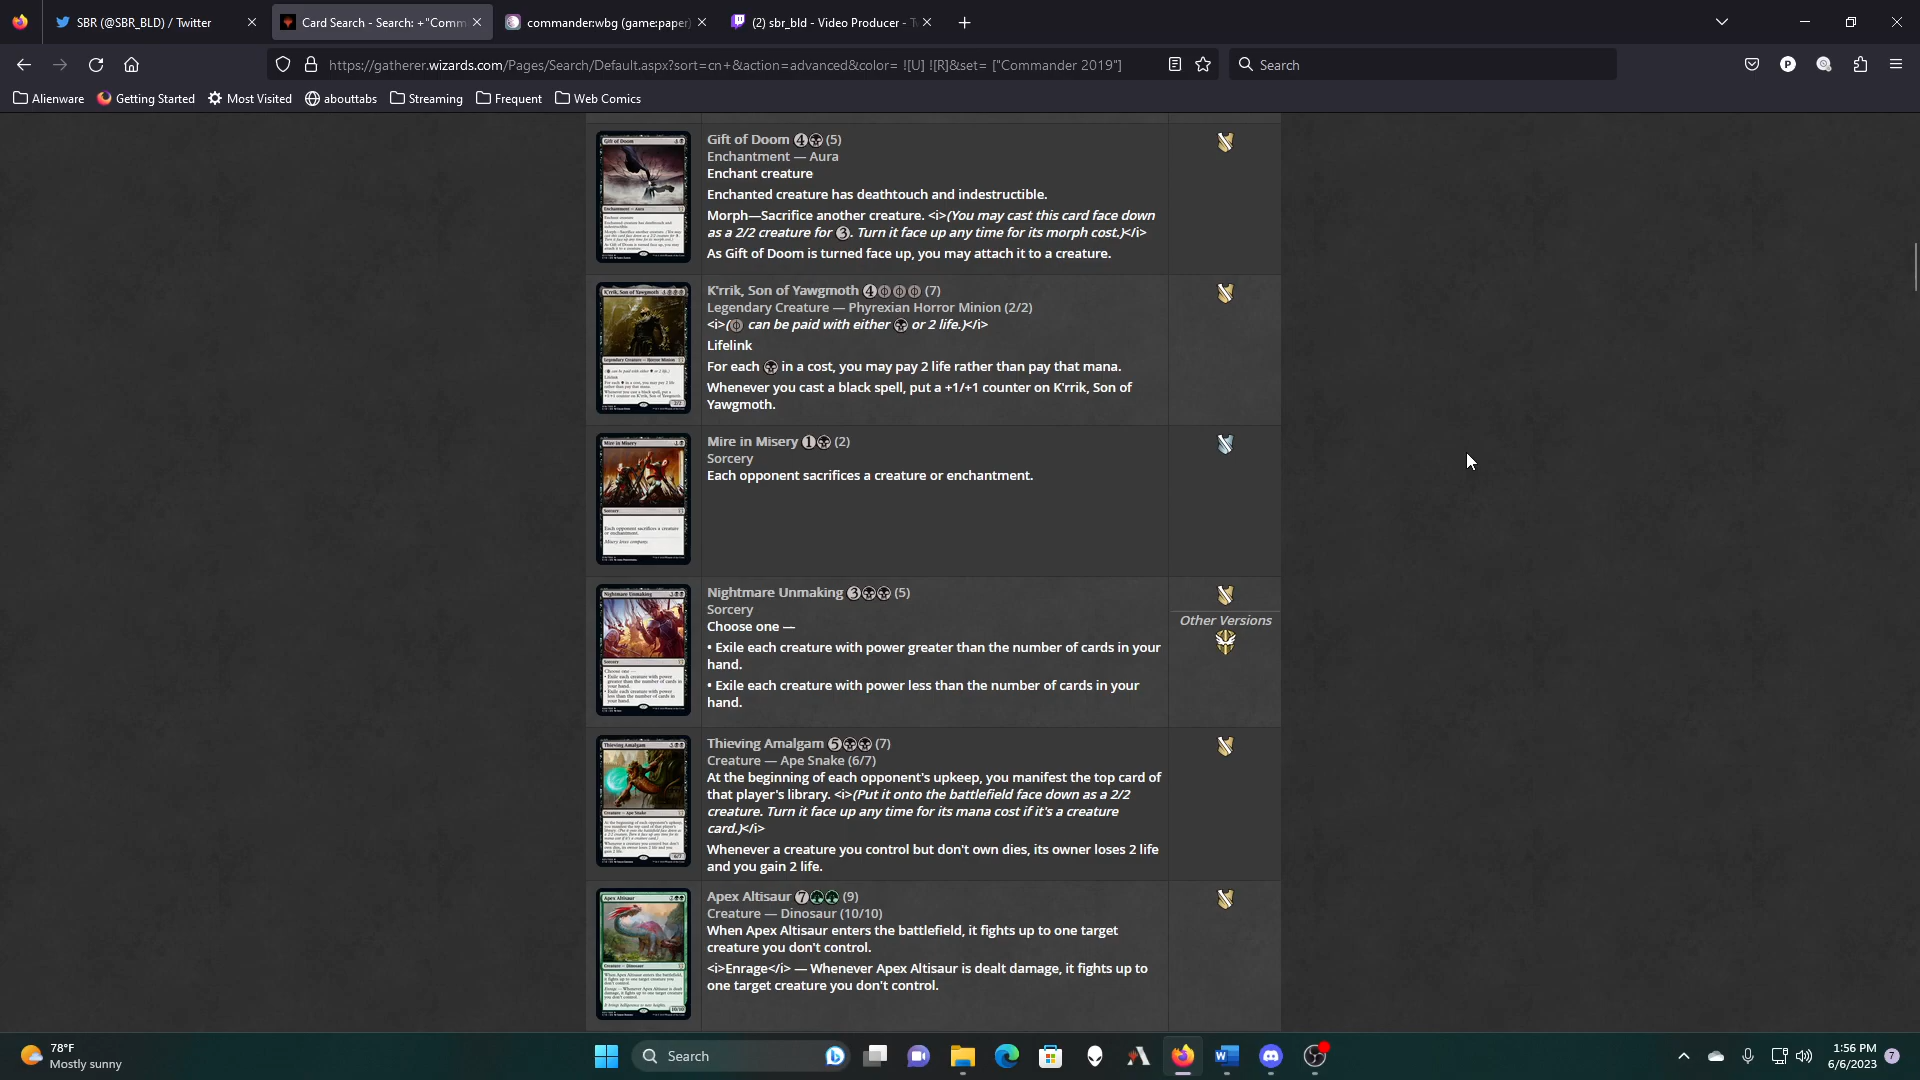 SBR (@SBR_BLD) / Twitter
Card Search - Search: +"Comm
commander:wbg (game:paper)
(2) sbr_bld - Video Producer - T
https://gatherer.wizards.com/Pages/Search/Default.aspx?sort=cn+&action=advanced&color= ![U] ![R]&set= ["Commander 2019"]
Search
Alienware
Getting Started
Most Visited
abouttabs
Streaming
Frequent
Web Comics
Gift of Doom 4 (5)
Enchantment — Aura
Enchant creature
Enchanted creature has deathtouch and indestructible.
Morph—Sacrifice another creature. <i>(You may cast this card face down
as a 2/2 creature for 3. Turn it face up any time for its morph cost.)</i>
As Gift of Doom is turned face up, you may attach it to a creature.
K'rrik, Son of Yawgmoth 4 (7)
Legendary Creature — Phyrexian Horror Minion (2/2)
<i>( can be paid with either or 2 life.)</i>
Lifelink
For each in a cost, you may pay 2 life rather than pay that mana.
Whenever you cast a black spell, put a +1/+1 counter on K'rrik, Son of
Yawgmoth.
Mire in Misery 1 (2)
Sorcery
Each opponent sacrifices a creature or enchantment.
Nightmare Unmaking 3 (5)
Sorcery
Choose one —
• Exile each creature with power greater than the number of cards in your
hand.
• Exile each creature with power less than the number of cards in your
hand.
Other Versions
Thieving Amalgam 5 (7)
Creature — Ape Snake (6/7)
At the beginning of each opponent's upkeep, you manifest the top card of
that player's library. <i>(Put it onto the battlefield face down as a 2/2
creature. Turn it face up any time for its mana cost if it's a creature
card.)</i>
Whenever a creature you control but don't own dies, its owner loses 2 life
and you gain 2 life.
Apex Altisaur 7 (9)
Creature — Dinosaur (10/10)
When Apex Altisaur enters the battlefield, it fights up to one target
creature you don't control.
<i>Enrage</i> — Whenever Apex Altisaur is dealt damage, it fights up to
one target creature you don't control.
78°F
Mostly sunny
Search
1:56 PM
6/6/2023
7